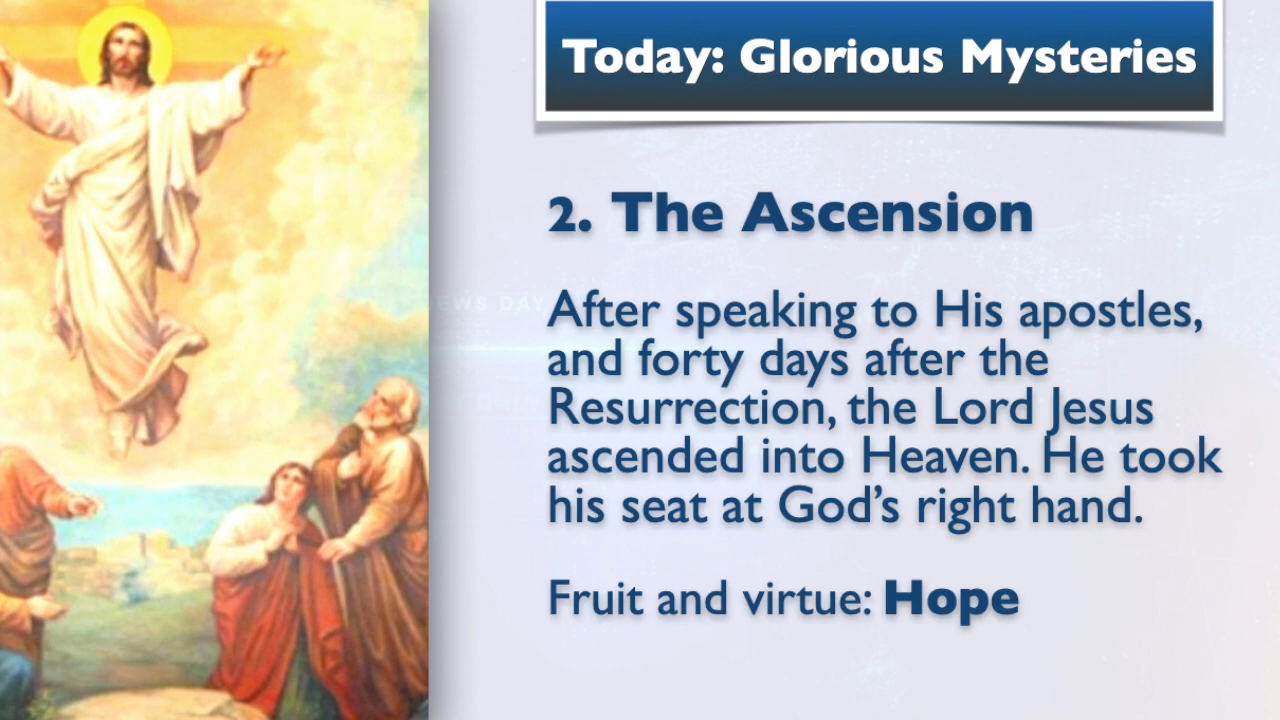 Today: Glorious Mysteries
2. The Ascension
After speaking to His apostles,
and forty days after the
Resurrection, the Lord Jesus
ascended into Heaven. He took
his seat at God’s right hand.
Fruit and virtue: Hope